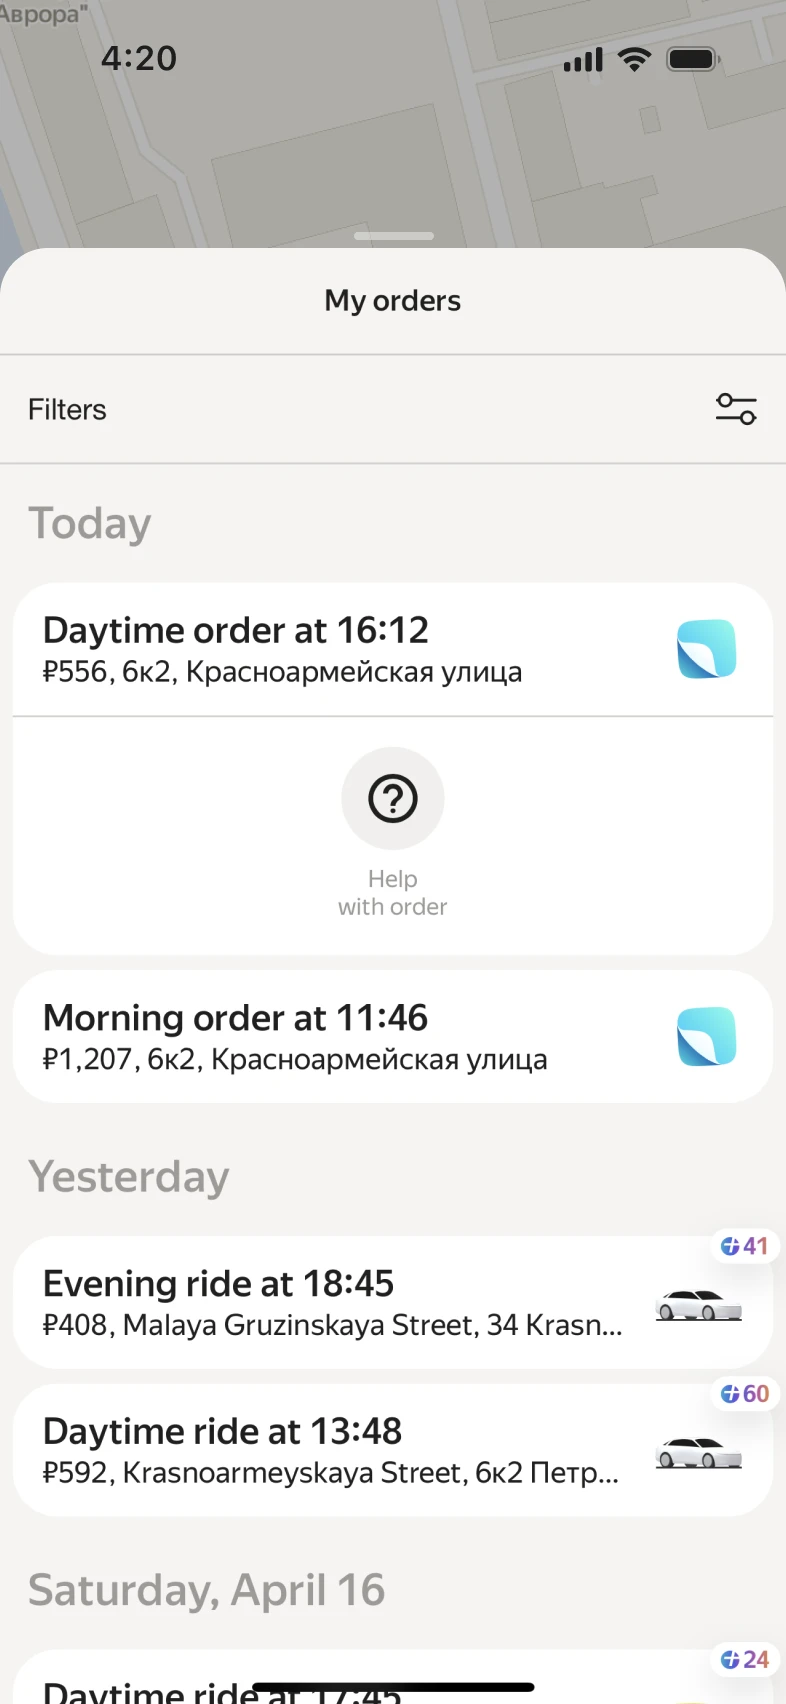 Аврора"
4:20
My orders
Filters
Today
Daytime order at 16:12
₽556, 6к2, Красноармейская улица
?
Help
with order
Morning order at 11:46
₽1,207, 6к2, Красноармейская улица
Yesterday
41
Evening ride at 18:45
₽408, Malaya Gruzinskaya Street, 34 Krasn...
60
Daytime ride at 13:48
₽592, Krasnoarmeyskaya Street, 6к2 Петр...
Saturday, April 16
24
Daytime ride at 17:45